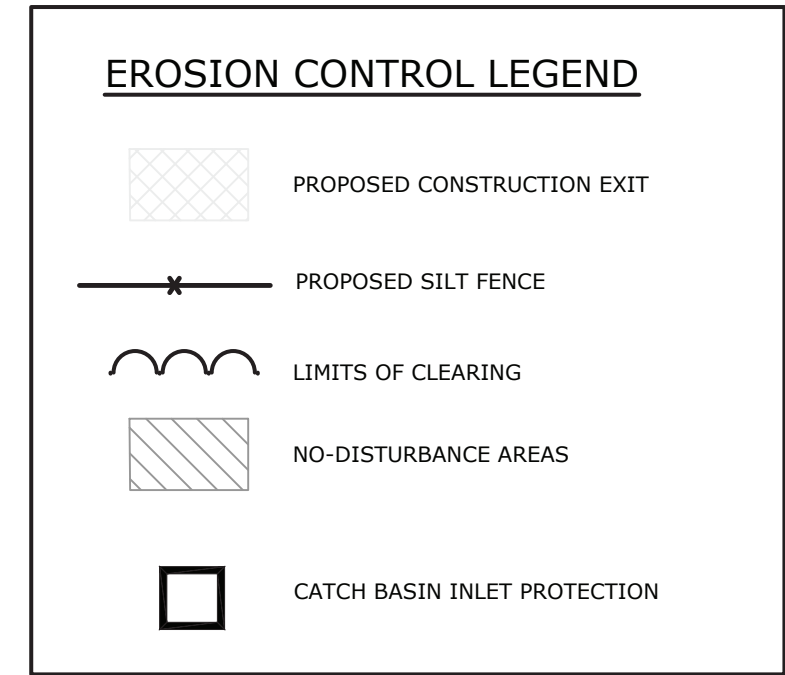 EROSION CONTROL LEGEND
PROPOSED CONSTRUCTION EXIT
PROPOSED SILT FENCE
LIMITS OF CLEARING
NO-DISTURBANCE AREAS
CATCH BASIN INLET PROTECTION